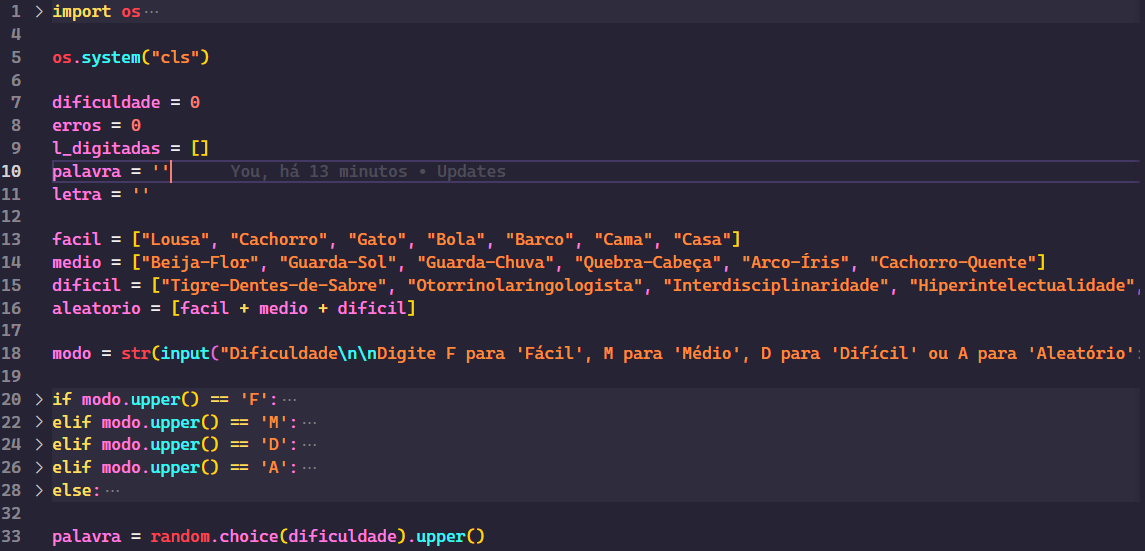 1 > import os···
4
5 os.system("cls")
6
7 dificuldade = 0
8 erros = 0
9 l_digitadas = []
10 palavra = '' You, há 13 minutos • Updates
11 letra = ''
12
13 facil = ["Lousa", "Cachorro", "Gato", "Bola", "Barco", "Cama", "Casa"]
14 medio = ["Beija-Flor", "Guarda-Sol", "Guarda-Chuva", "Quebra-Cabeça", "Arco-Íris", "Cachorro-Quente"]
15 dificil = ["Tigre-Dentes-de-Sabre", "Otorrinolaringologista", "Interdisciplinaridade", "Hiperintelectualidade",
16 aleatorio = [facil + medio + dificil]
17
18 modo = str(input("Dificuldade\n\nDigite F para 'Fácil', M para 'Médio', D para 'Difícil' ou A para 'Aleatório':
19
20 > if modo.upper() == 'F':···
22 > elif modo.upper() == 'M':···
24 > elif modo.upper() == 'D':···
26 > elif modo.upper() == 'A':···
28 > else:···
32
33 palavra = random.choice(dificuldade).upper()